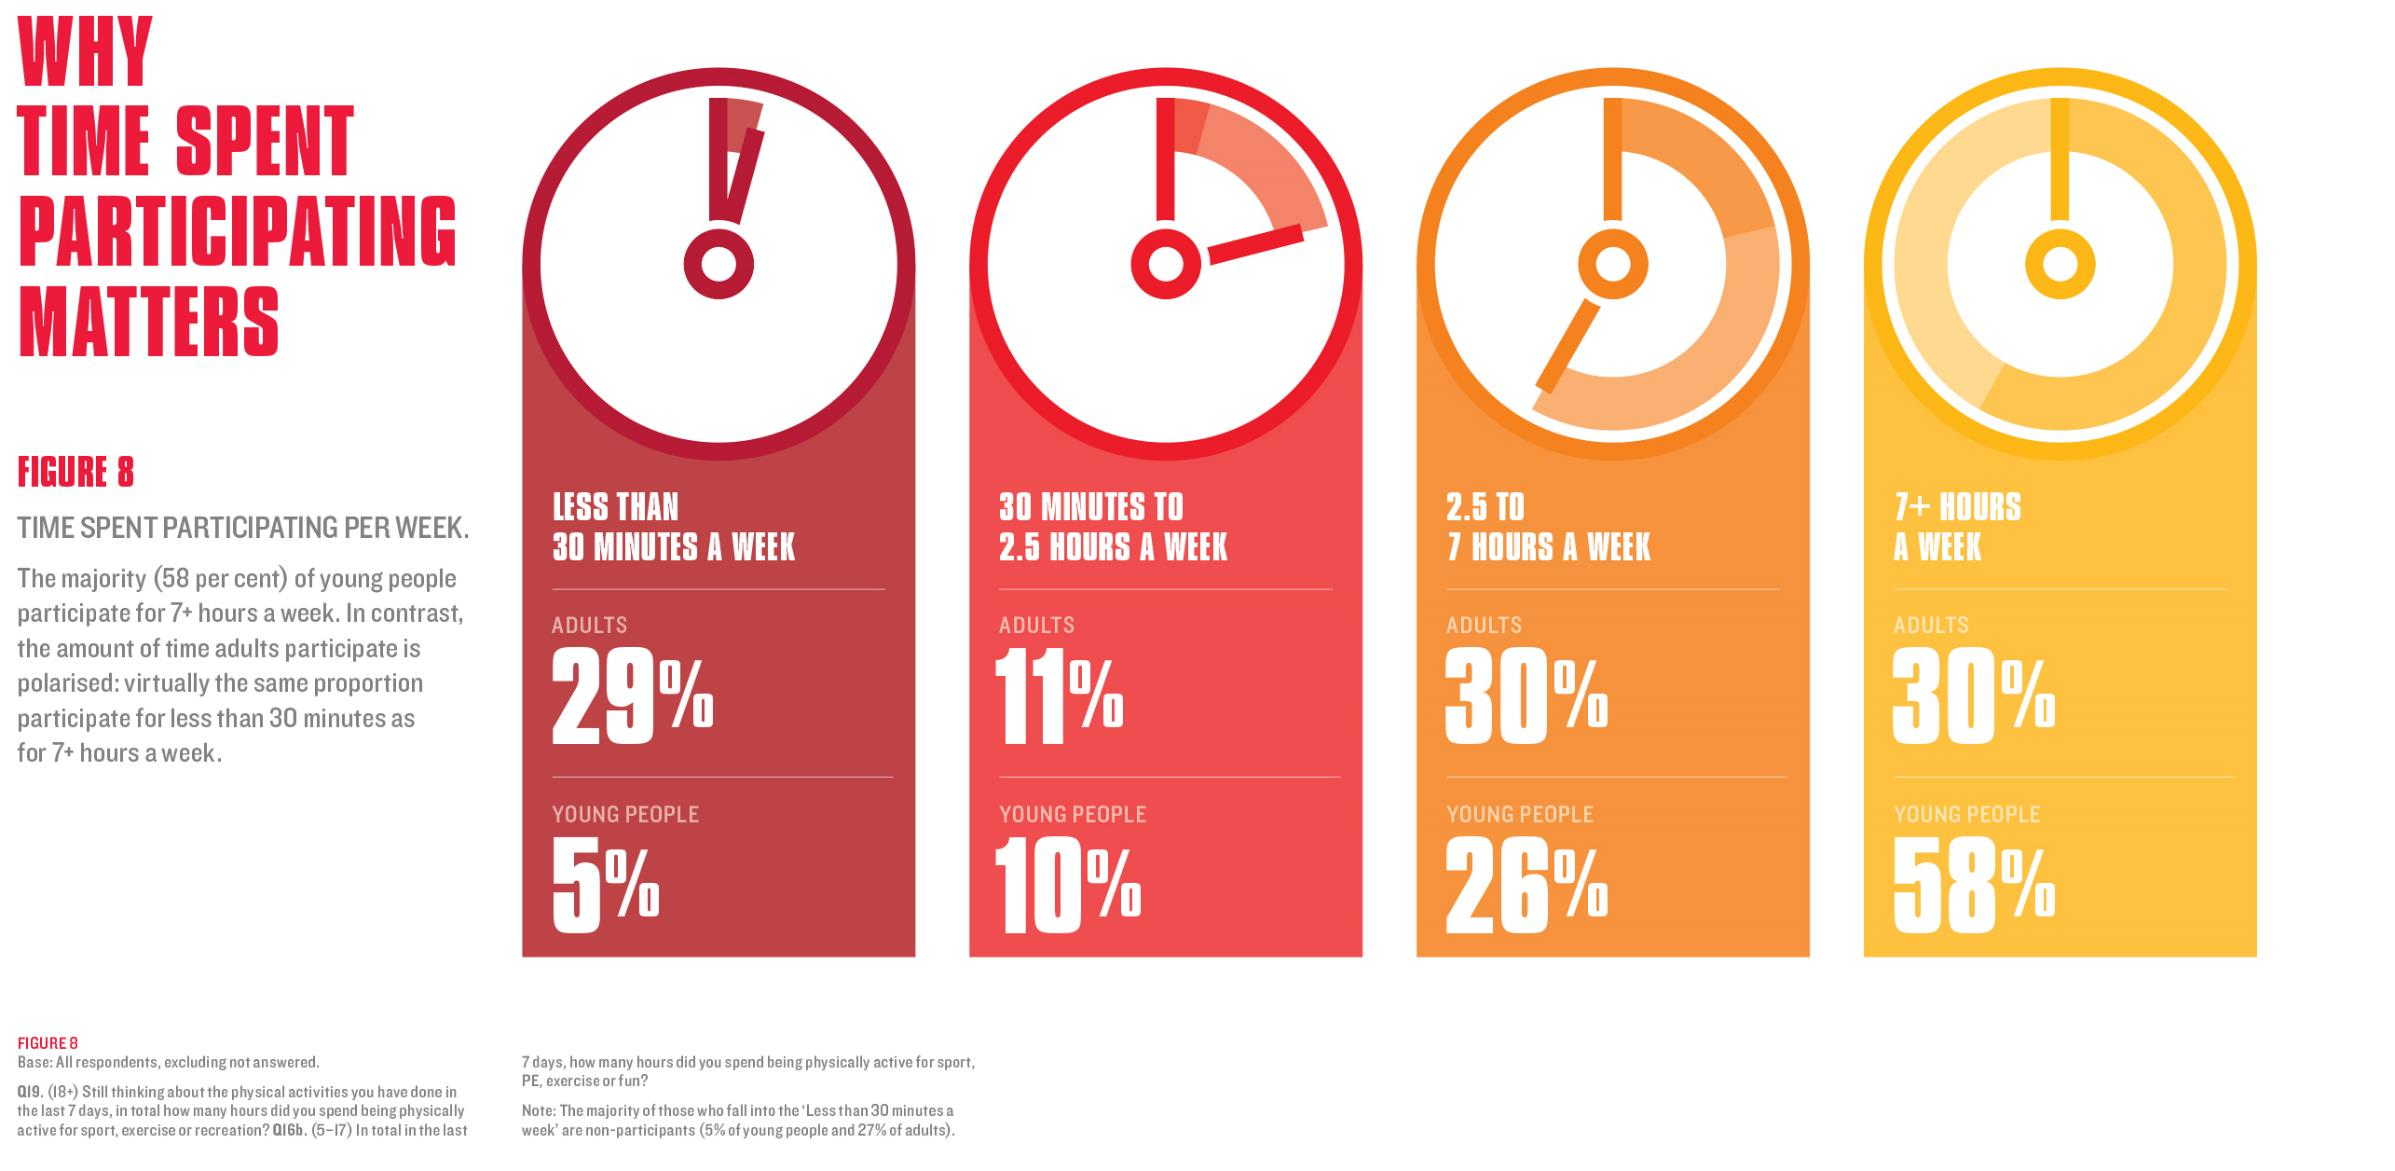 WHY
TIME SPENT
PARTICIPATING
MATTERS
FIGURE 8
TIME SPENT PARTICIPATING PER WEEK.
The majority (58 per cent) of young people
participate for 7+ hours a week. In contrast,
the amount of time adults participate is
polarised: virtually the same proportion
participate for less than 30 minutes as
for 7+ hours a week.
LESS THAN
30 MINUTES A WEEK
ADULTS
29%
YOUNG PEOPLE
5%
30 MINUTES TO
2.5 HOURS A WEEK
ADULTS
11%
YOUNG PEOPLE
10%
2.5 TO
7 HOURS A WEEK
ADULTS
30%
YOUNG PEOPLE
26%
7+ HOURS
A WEEK
ADULTS
30%
YOUNG PEOPLE
58%
FIGURE 8
Base: All respondents, excluding not answered.
Q19. (18+) Still thinking about the physical activities you have done in
the last 7 days, in total how many hours did you spend being physically
active for sport, exercise or recreation? Q16b. (5–17) In total in the last
7 days, how many hours did you spend being physically active for sport,
PE, exercise or fun?
Note: The majority of those who fall into the ‘Less than 30 minutes a
week’ are non-participants (5% of young people and 27% of adults).